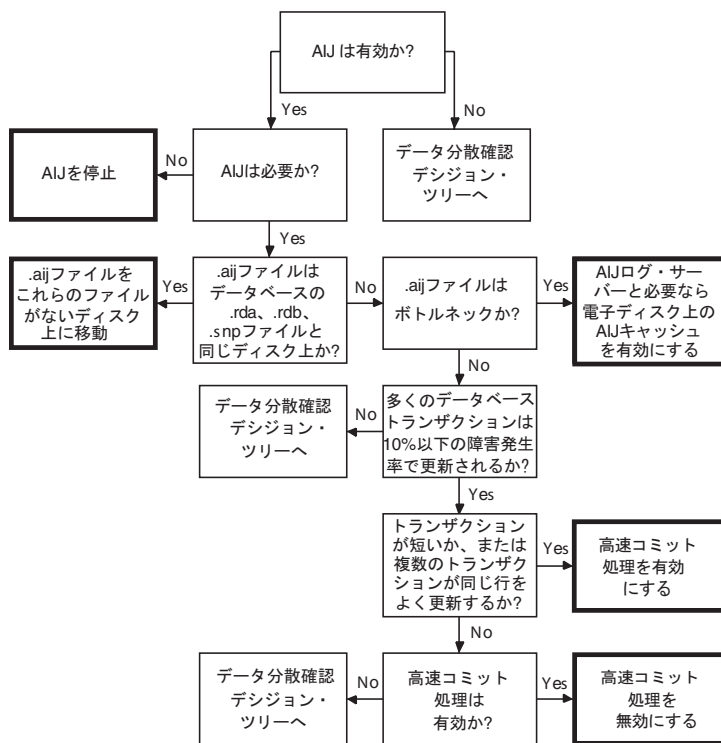 AIJ は有効か?
Yes
No
AIJを停止
No
AIJは必要か?
データ分散確認
デシジョン・
ツリーへ
Yes
.aijファイルを
これらのファイル
がないディスク
上に移動
Yes
.aijファイルは
データベースの
.rda、.rdb、
.snpファイルと
同じディスク上か?
No
.aijファイルは
ボトルネックか?
Yes
AIJログ・サー
バーと必要なら
電子ディスク上の
AIJキャッシュ
を有効にする
No
データ分散確認
デシジョン・
ツリーへ
No
多くのデータベース
トランザクションは
10%以下の障害発生
率で更新されるか?
Yes
トランザクション
が短いか、または
複数のトランザク
ションが同じ行を
よく更新するか?
Yes
高速コミット
処理を有効
にする
No
データ分散確認
デシジョン・
ツリーへ
No
高速コミット
処理は
有効か?
Yes
高速コミット
処理を
無効にする